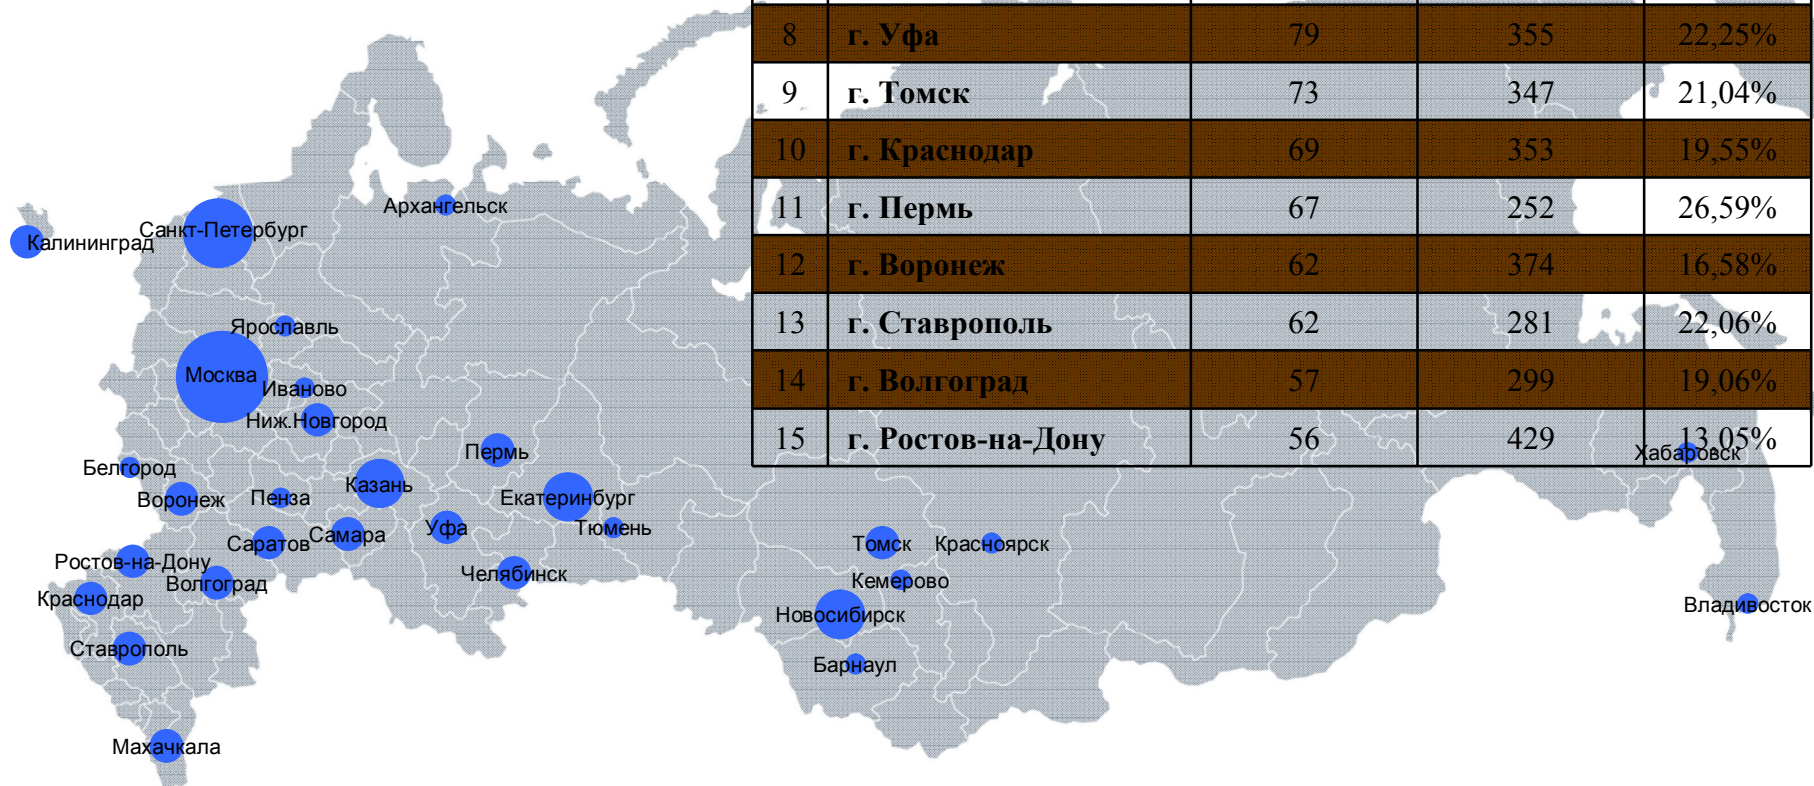 8 г. Уфа 79 355 22,25%
9 г. Томск 73 347 21,04%
10 г. Краснодар 69 353 19,55%
11 г. Пермь 67 252 26,59%
12 г. Воронеж 62 374 16,58%
13 г. Ставрополь 62 281 22,06%
14 г. Волгоград 57 299 19,06%
15 г. Ростов-на-Дону 56 429 13,05%
Архангельск
Санкт-Петербург
Калининград
Ярославль
Москва
Иваново
Ниж.Новгород
Пермь
Хабаровск
Белгород
Казань
Воронеж
Пенза
Екатеринбург
Самара
Уфа
Тюмень
Саратов
Томск
Красноярск
Ростов-на-Дону
Волгоград
Челябинск
Кемерово
Краснодар
Владивосток
Новосибирск
Ставрополь
Барнаул
Махачкала